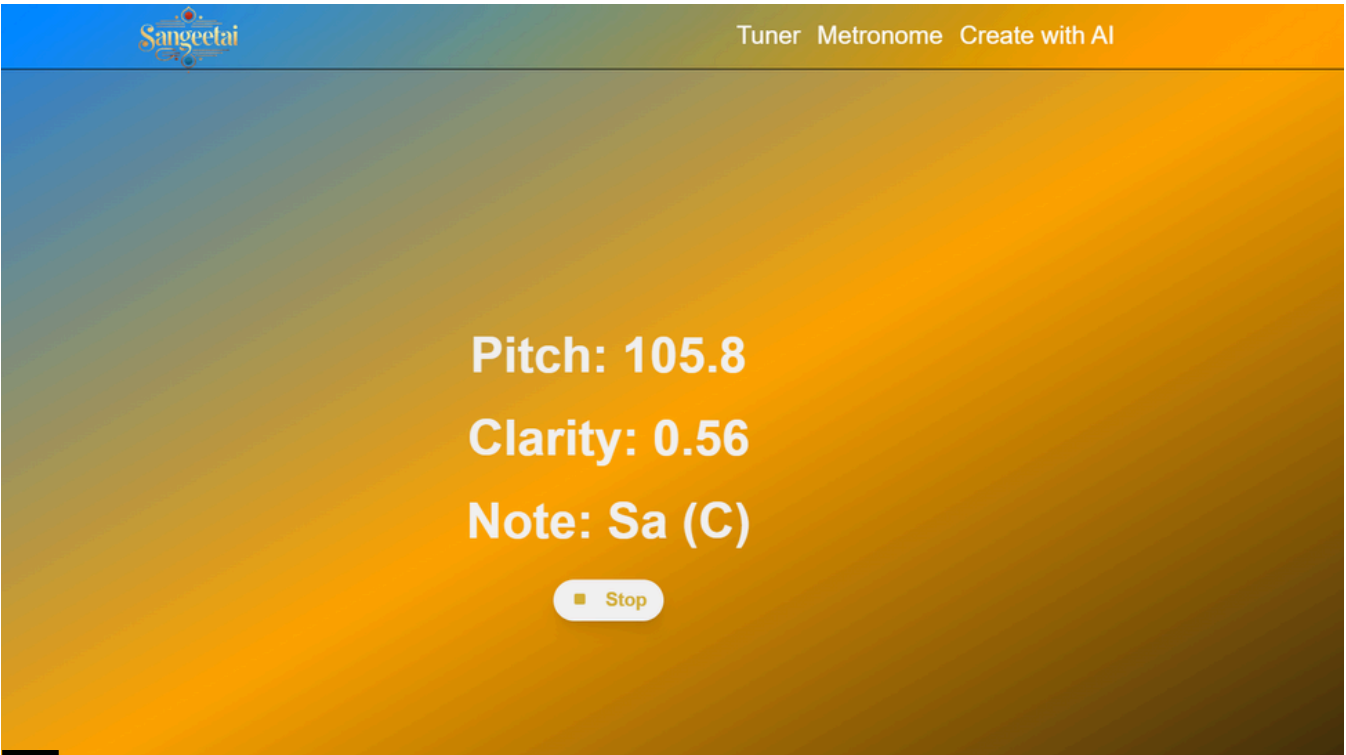 Sangeetai
Tuner Metronome Create with AI
Pitch: 105.8
Clarity: 0.56
Note: Sa (C)
Stop